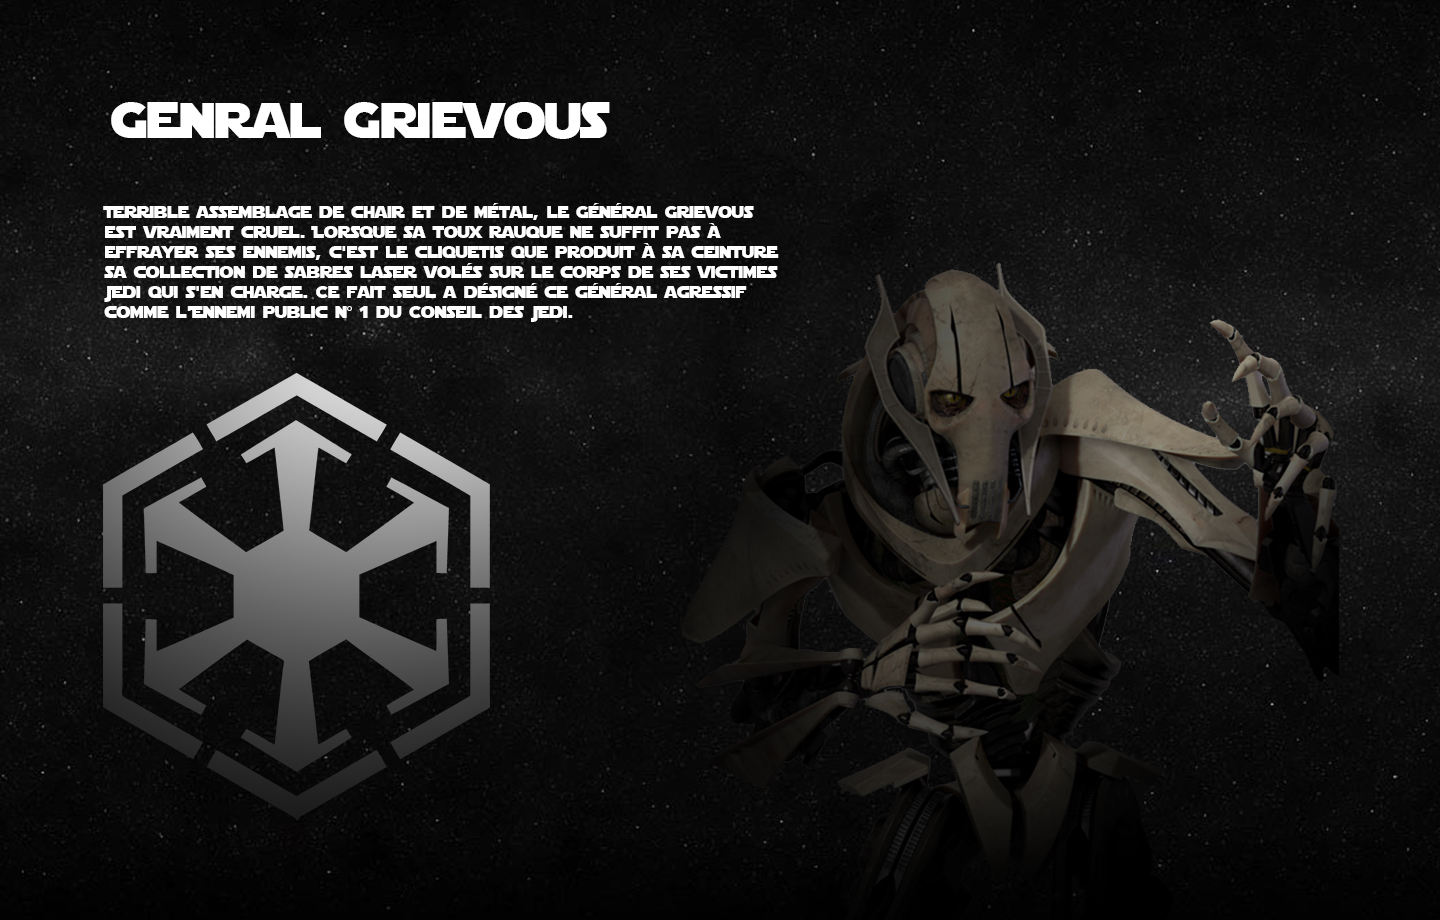 GENRAL GRIEVOUS
TERRIBLE ASSEMBLAGE DE CHAIR ET DE MÉTAL, LE GÉNÉRAL GRIEVOUS
EST VRAIMENT CRUEL. LORSQUE SA TOUX RAUQUE NE SUFFIT PAS À
EFFRAYER SES ENNEMIS, C'EST LE CLIQUETIS QUE PRODUIT À SA CEINTURE
SA COLLECTION DE SABRES LASER VOLÉS SUR LE CORPS DE SES VICTIMES
JEDI QUI S'EN CHARGE. CE FAIT SEUL A DÉSIGNÉ CE GÉNÉRAL AGRESSIF
COMME L'ENNEMI PUBLIC N° 1 DU CONSEIL DES JEDI.